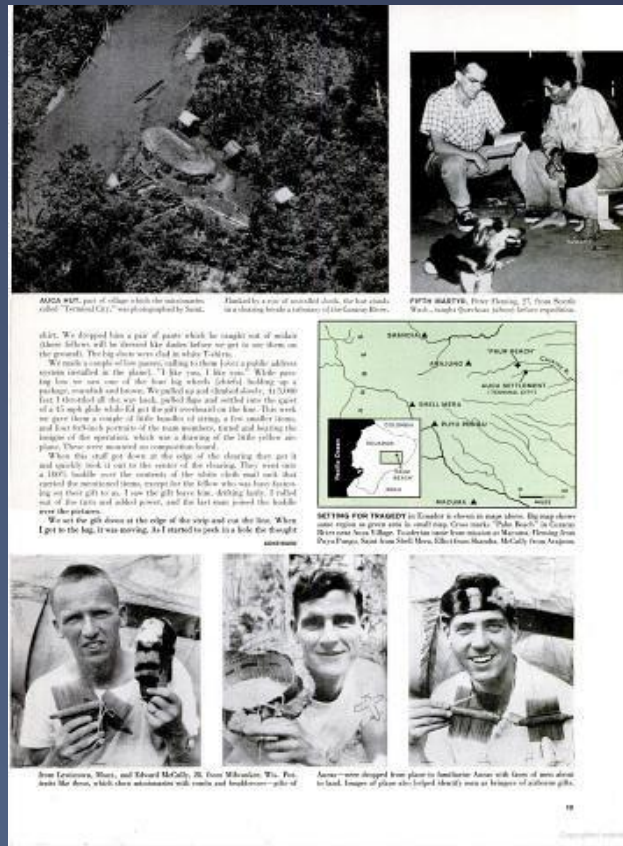 AUCA HUT, part of village which the missionaries
called "Terminal City," was photographed by Saint.
Flanked by a row of uncoiled clouds, the hut stands
in a clearing beside a tributary of the Curaray River.
FIFTH MARTYR, Peter Fleming, 27, from Seattle
Wash., taught Quechuas before expedition.
shirt. We dropped him a pair of pants which he caught out of midair
(these fellows will be dressed like dudes before we get to see them on
the ground). The big doors were clad in white T-shirts.
We made a couple of low passes, calling to them [over a public address
system installed in the plane], "I like you, I like you." While pass-
ing low we saw one of the four big wheels [chiefs] holding up a
package, roundish and brown. We pulled up and climbed slowly. At 2,000
feet I throttled all the way back, pulled flaps and settled into the quiet
of a 45 mph glide while Ed got the gift overboard on the line. This week
we gave them a couple of little bundles of string, a few smaller items,
and four 6x8-inch portraits of the team members, tinted and bearing the
insignia of the operation, which was a drawing of the little yellow air-
plane. These were mounted on composition board.
When this stuff got down at the edge of the clearing they got it
and quickly took it out to the center of the clearing. They went into
a huddle over the contents of the white cloth mail sack that
carried the mentioned items, except for the fellow who was busy fasten-
ing on their gift to us. I saw the gift leave him, drifting lazily. I rolled
out of the turn and added power, and the last man joined the huddle
over the pictures.
We set the gift down at the edge of the strip and cut the line. When
I got to the bag, it was moving. As I started to peek in a hole the thought
CONTINUED
SHANDIA
ARAJUNO
"PALM BEACH"
Curaray R.
AUCA SETTLEMENT
("TERMINAL CITY")
SHELL MERA
PUYO PUNGU
COLOMBIA
ECUADOR
"PALM
BEACH"
PERU
Pacific Ocean
MACUMA
MILES
SETTING FOR TRAGEDY in Ecuador is shown in maps above. Big map shows
same region as green area in small map. Cross marks "Palm Beach" in Curaray
River near Auca Village. Youderian came from mission at Macuma, Fleming from
Puyo Pungu, Saint from Shell Mera, Elliot from Shandia, McCully from Arajuno.
from Lewistown, Mont., and Edward McCully, 28, from Milwaukee, Wis. Por-
traits like these, which show missionaries with combs and headdresses—gifts of
Aucas—were dropped from plane to familiarize Aucas with faces of men about
to land. Images of plane also helped identify men as bringers of airborne gifts.
19